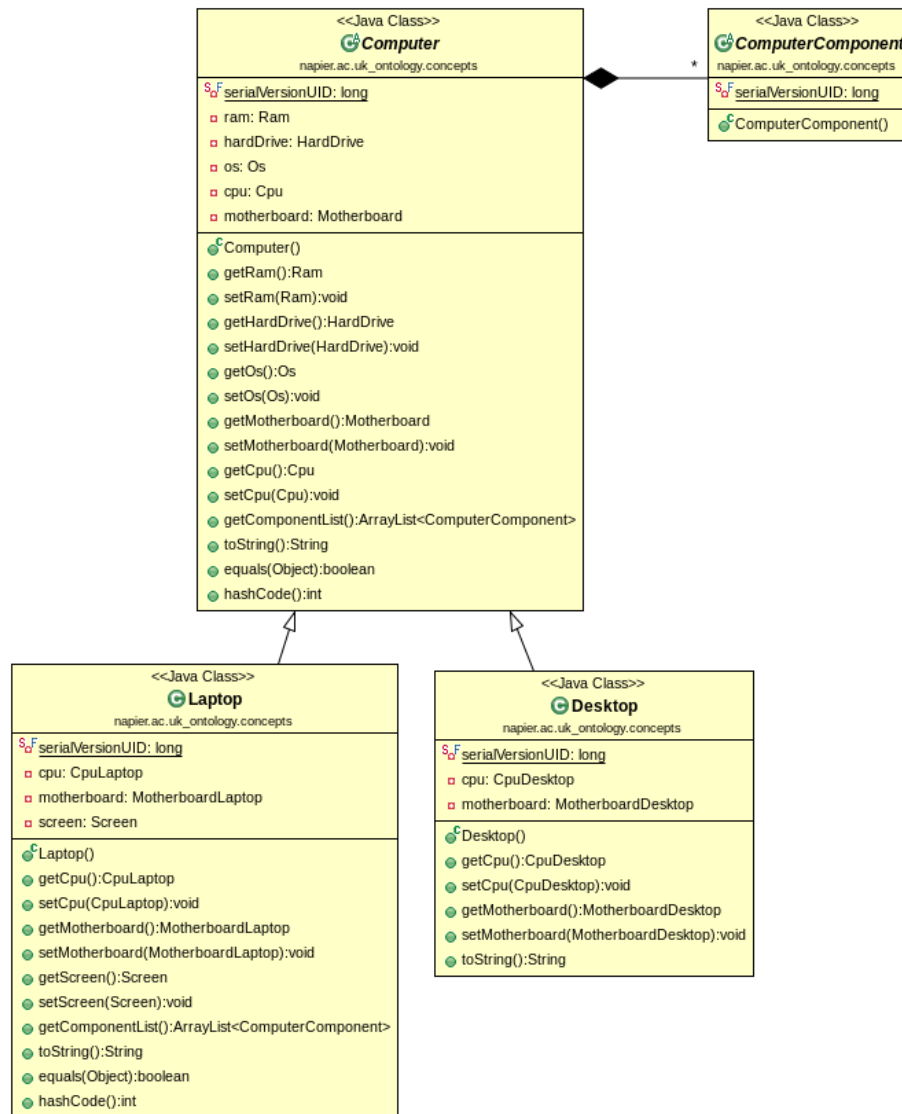 <<Java Class>>
Computer
napier.ac.uk_ontology.concepts
serialVersionUID: long
ram: Ram
hardDrive: HardDrive
os: Os
cpu: Cpu
motherboard: Motherboard
Computer()
getRam():Ram
setRam(Ram):void
getHardDrive():HardDrive
setHardDrive(HardDrive):void
getOs():Os
setOs(Os):void
getMotherboard():Motherboard
setMotherboard(Motherboard):void
getCpu():Cpu
setCpu(Cpu):void
getComponentList():ArrayList<ComputerComponent>
toString():String
equals(Object):boolean
hashCode():int
*
<<Java Class>>
ComputerComponent
napier.ac.uk_ontology.concepts
serialVersionUID: long
ComputerComponent()
<<Java Class>>
Laptop
napier.ac.uk_ontology.concepts
serialVersionUID: long
cpu: CpuLaptop
motherboard: MotherboardLaptop
screen: Screen
Laptop()
getCpu():CpuLaptop
setCpu(CpuLaptop):void
getMotherboard():MotherboardLaptop
setMotherboard(MotherboardLaptop):void
getScreen():Screen
setScreen(Screen):void
getComponentList():ArrayList<ComputerComponent>
toString():String
equals(Object):boolean
hashCode():int
<<Java Class>>
Desktop
napier.ac.uk_ontology.concepts
serialVersionUID: long
cpu: CpuDesktop
motherboard: MotherboardDesktop
Desktop()
getCpu():CpuDesktop
setCpu(CpuDesktop):void
getMotherboard():MotherboardDesktop
setMotherboard(MotherboardDesktop):void
toString():String